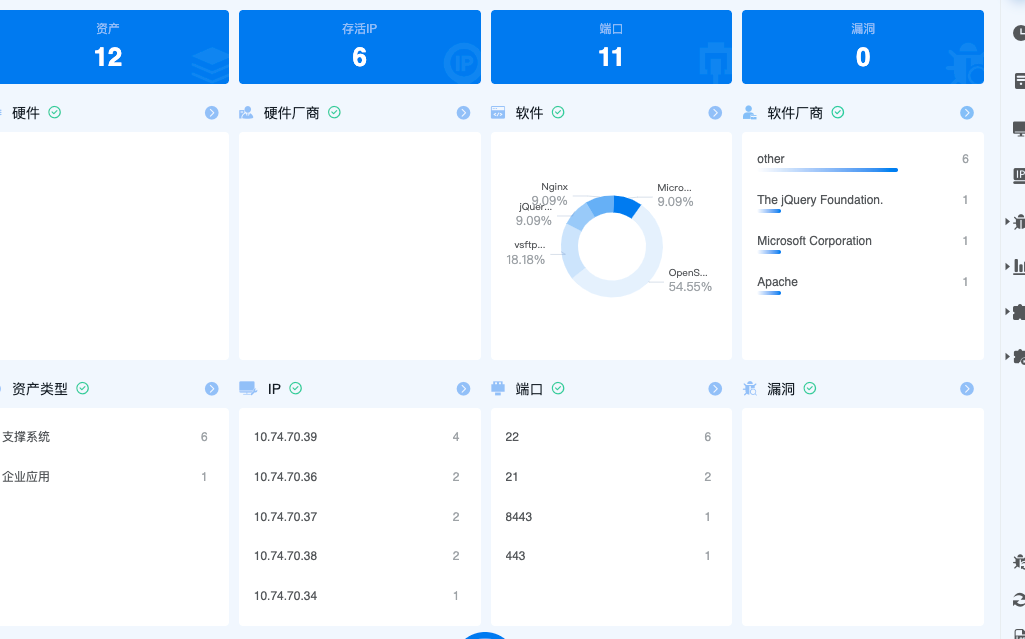 资产
12
存活IP
6
端口
11
漏洞
0
硬件
硬件厂商
软件
软件厂商
Nginx
9.09%
jQuer...
9.09%
vsftp...
18.18%
Micro...
9.09%
OpenS...
54.55%
other 6
The jQuery Foundation. 1
Microsoft Corporation 1
Apache 1
资产类型
IP
端口
漏洞
支撑系统 6
企业应用 1
10.74.70.39 4
10.74.70.36 2
10.74.70.37 2
10.74.70.38 2
10.74.70.34 1
22 6
21 2
8443 1
443 1